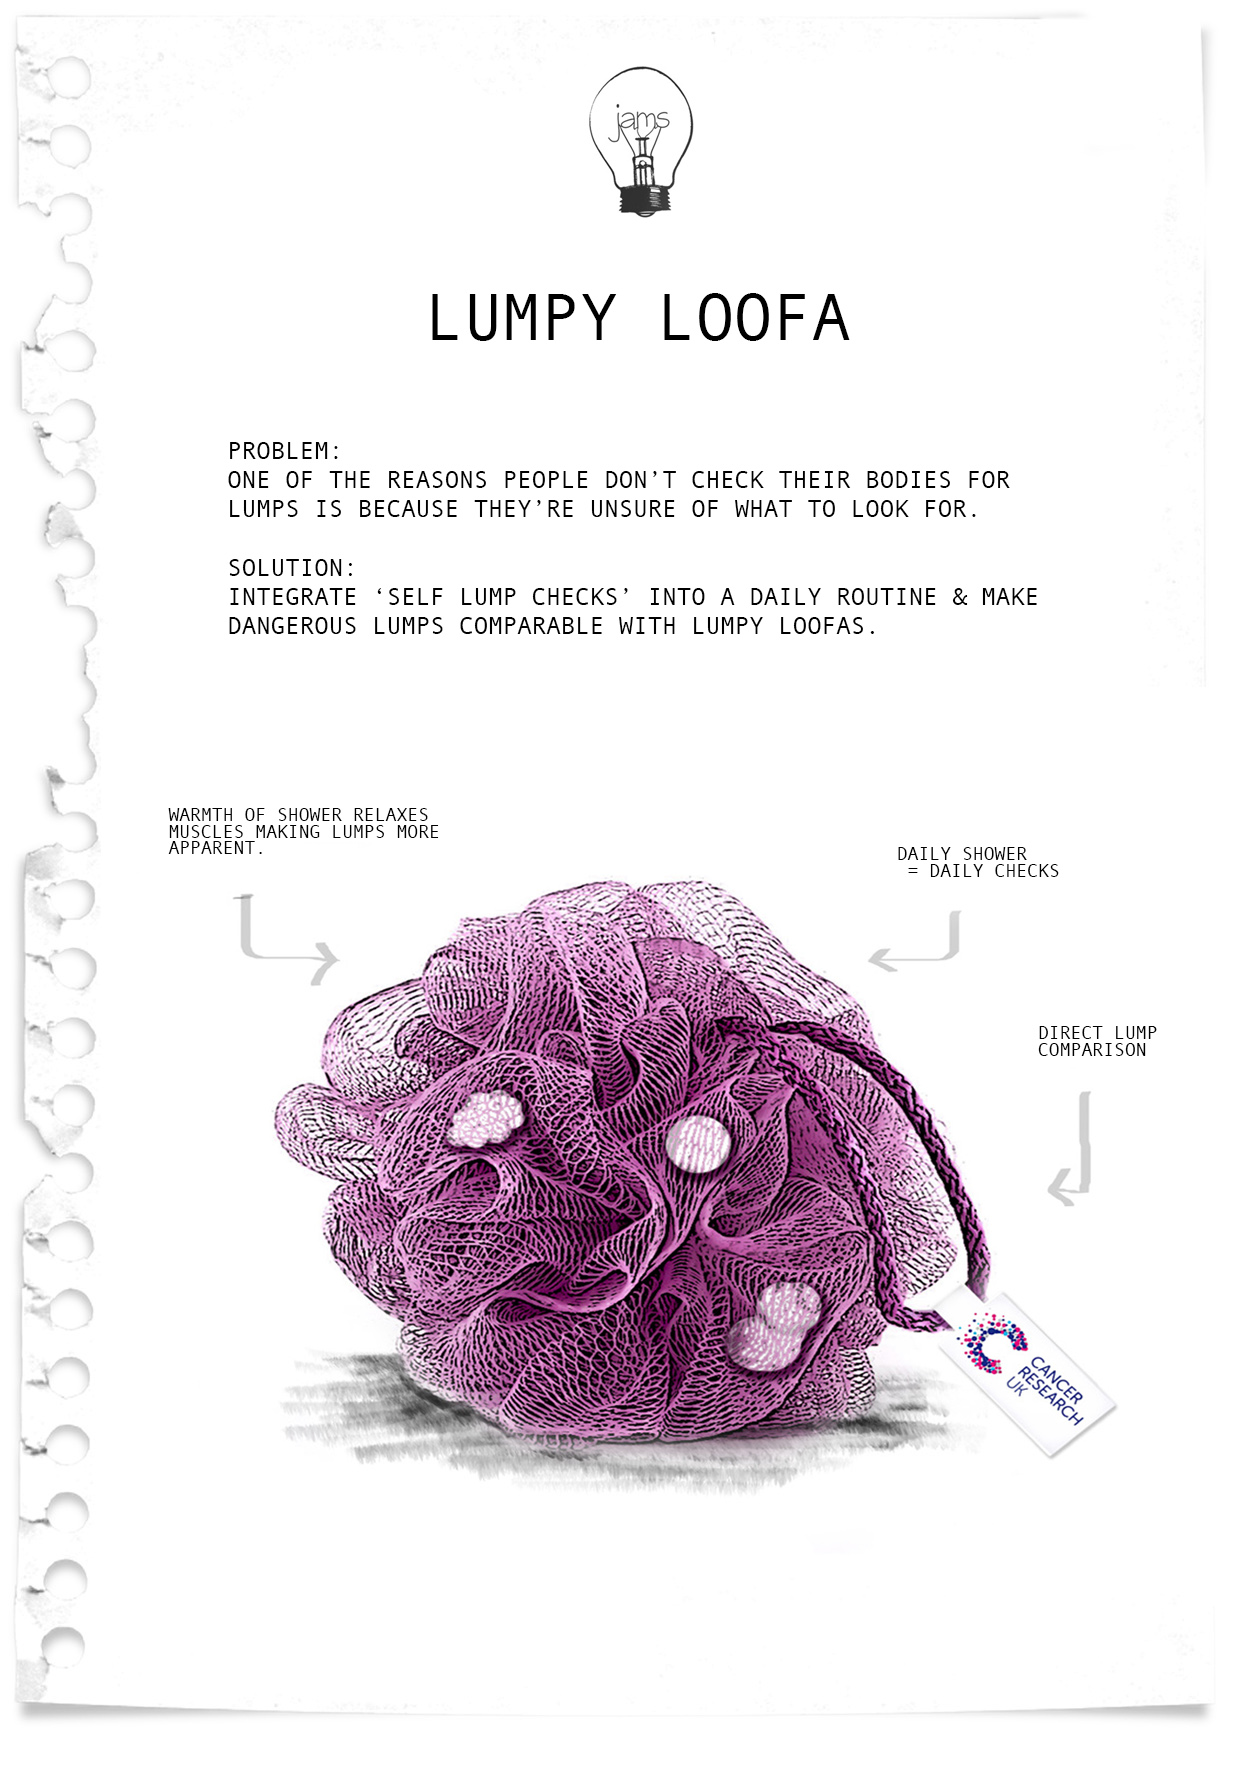 jams
LUMPY LOOFA
PROBLEM:
ONE OF THE REASONS PEOPLE DON’T CHECK THEIR BODIES FOR
LUMPS IS BECAUSE THEY’RE UNSURE OF WHAT TO LOOK FOR.
SOLUTION:
INTEGRATE ‘SELF LUMP CHECKS’ INTO A DAILY ROUTINE & MAKE
DANGEROUS LUMPS COMPARABLE WITH LUMPY LOOFAS.
WARMTH OF SHOWER RELAXES
MUSCLES MAKING LUMPS MORE
APPARENT.
DAILY SHOWER
= DAILY CHECKS
DIRECT LUMP
COMPARISON
CANCER
RESEARCH
UK